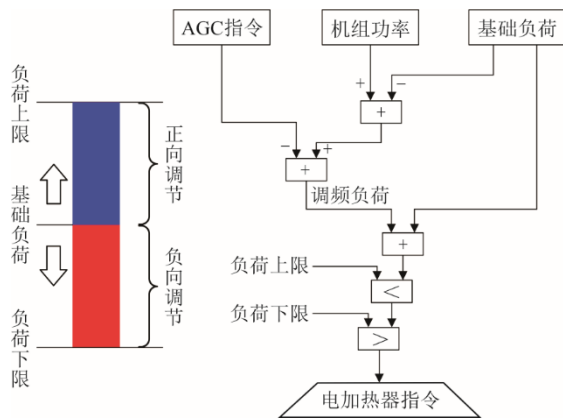 AGC指令
机组功率
基础负荷
+
−
+
−
+
+
调频负荷
+
负荷上限
<
负荷下限
>
电加热器指令
负荷上限
基础负荷
负荷下限
正向调节
负向调节